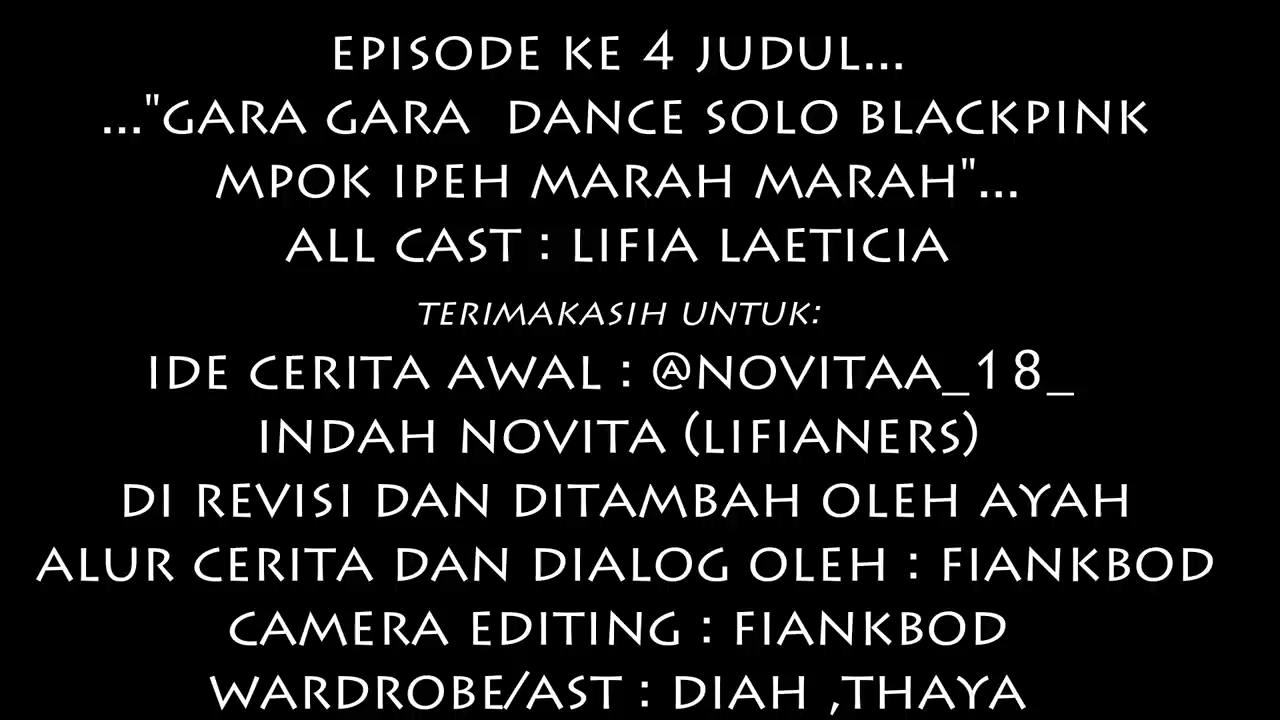 EPISODE KE 4 JUDUL...
..."GARA GARA DANCE SOLO BLACKPINK
MPOK IPEH MARAH MARAH"...
ALL CAST : LIFIA LAETICIA
TERIMAKASIH UNTUK:
IDE CERITA AWAL : @NOVITAA_18_
INDAH NOVITA (LIFIANERS)
DI REVISI DAN DITAMBAH OLEH AYAH
ALUR CERITA DAN DIALOG OLEH : FIANKBOD
CAMERA EDITING : FIANKBOD
WARDROBE/AST : DIAH ,THAYA